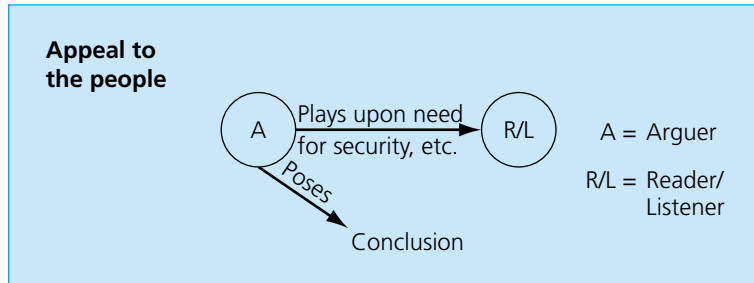 Appeal to
the people
A
Plays upon need
for security, etc.
R/L
Poses
Conclusion
A = Arguer
R/L = Reader/
Listener